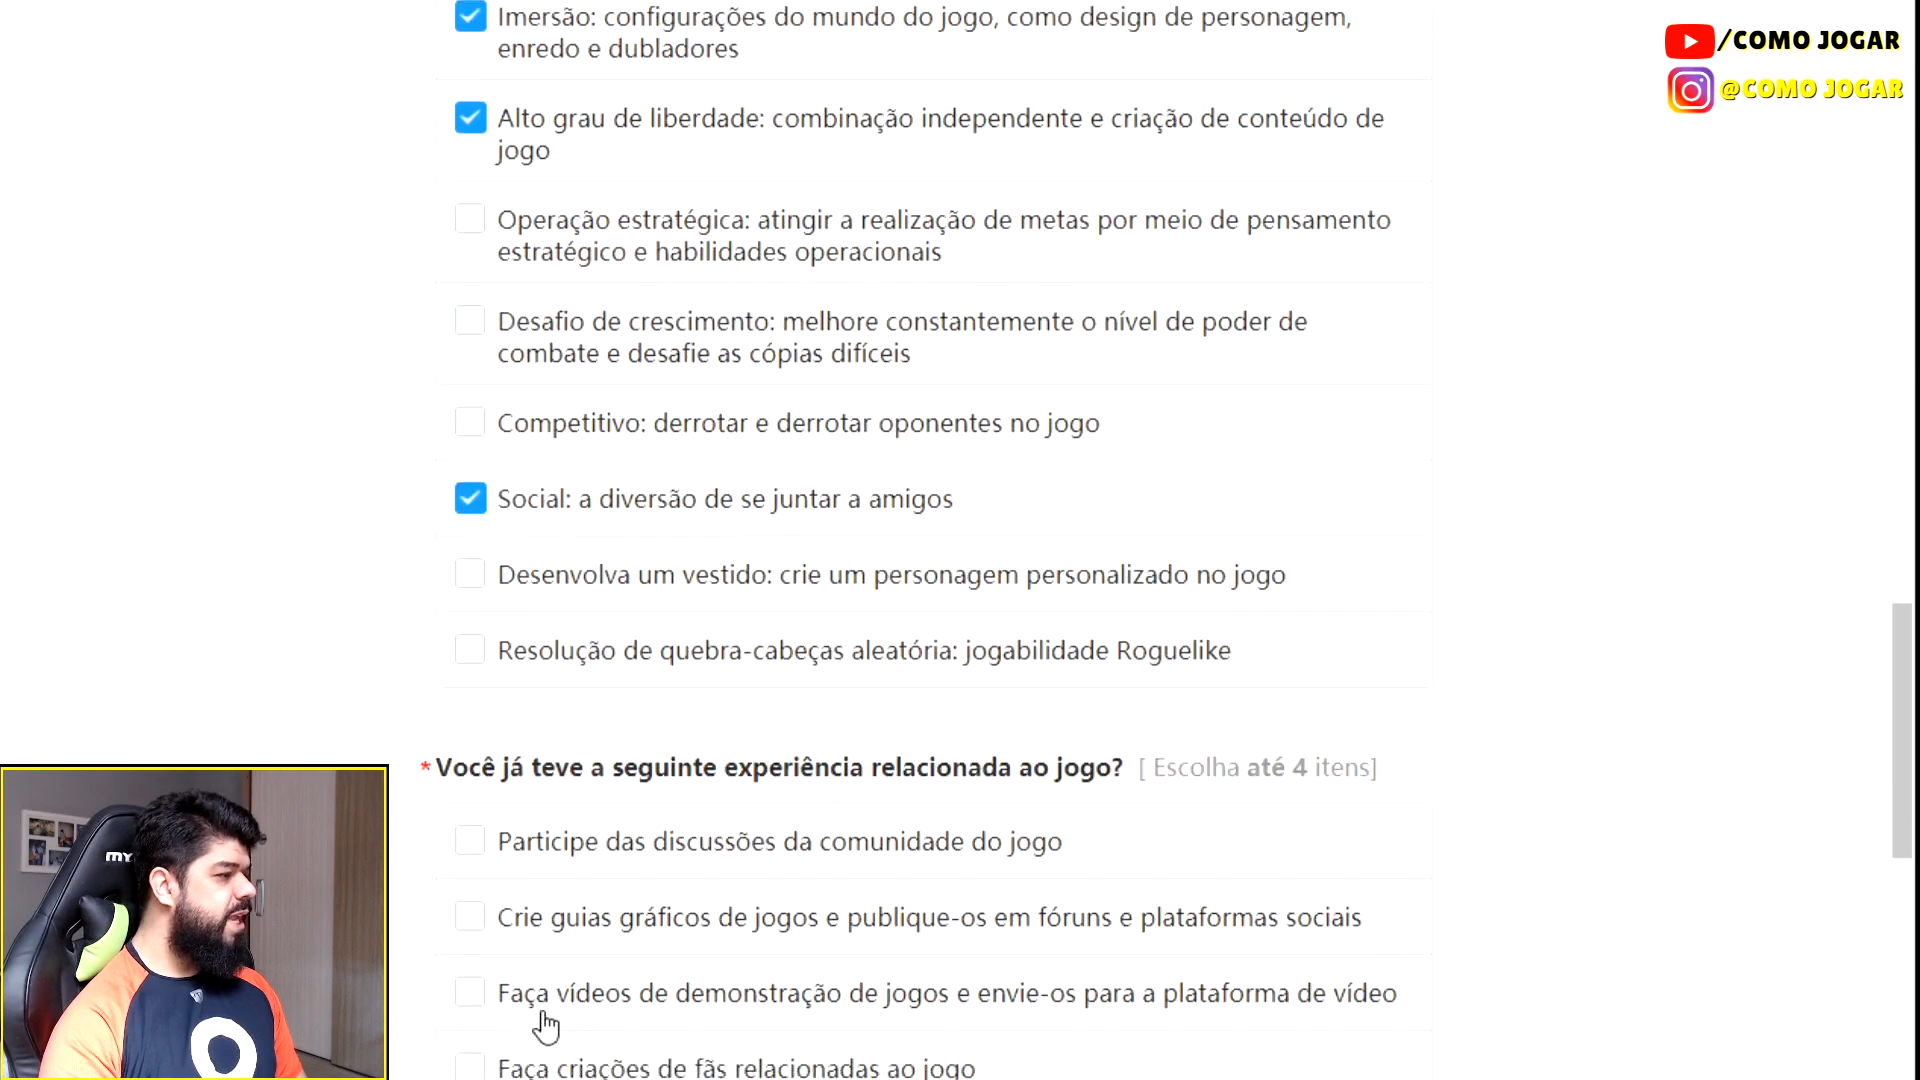 Imersão: configurações do mundo do jogo, como design de personagem,
enredo e dubladores
/COMO JOGAR
@COMO JOGAR
Alto grau de liberdade: combinação independente e criação de conteúdo de
jogo
Operação estratégica: atingir a realização de metas por meio de pensamento
estratégico e habilidades operacionais
Desafio de crescimento: melhore constantemente o nível de poder de
combate e desafie as cópias difíceis
Competitivo: derrotar e derrotar oponentes no jogo
Social: a diversão de se juntar a amigos
Desenvolva um vestido: crie um personagem personalizado no jogo
Resolução de quebra-cabeças aleatória: jogabilidade Roguelike
* Você já teve a seguinte experiência relacionada ao jogo? [ Escolha até 4 itens]
Participe das discussões da comunidade do jogo
Crie guias gráficos de jogos e publique-os em fóruns e plataformas sociais
Faça vídeos de demonstração de jogos e envie-os para a plataforma de vídeo
Faça criações de fãs relacionadas ao jogo
MY